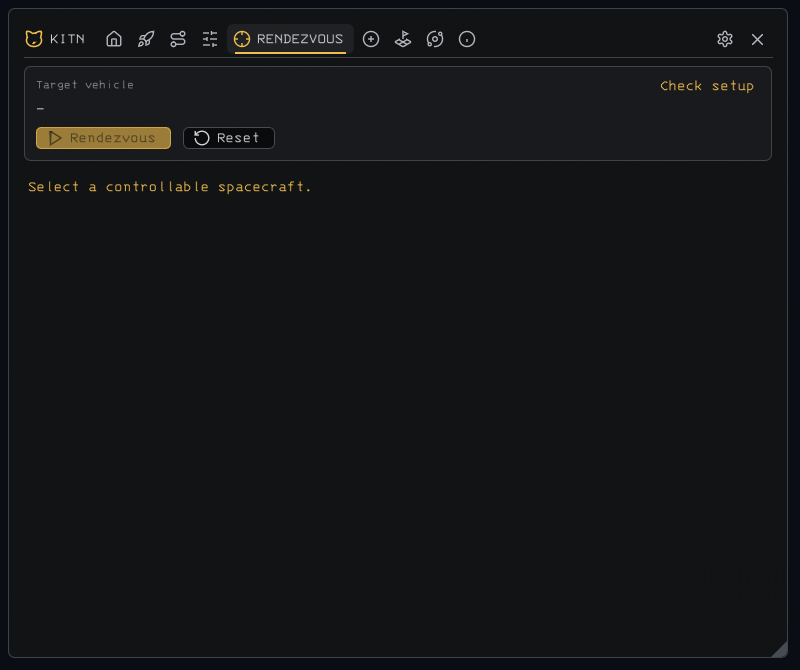 KITN RENDEZVOUS
Target vehicle Check setup
–
Rendezvous Reset
Select a controllable spacecraft.